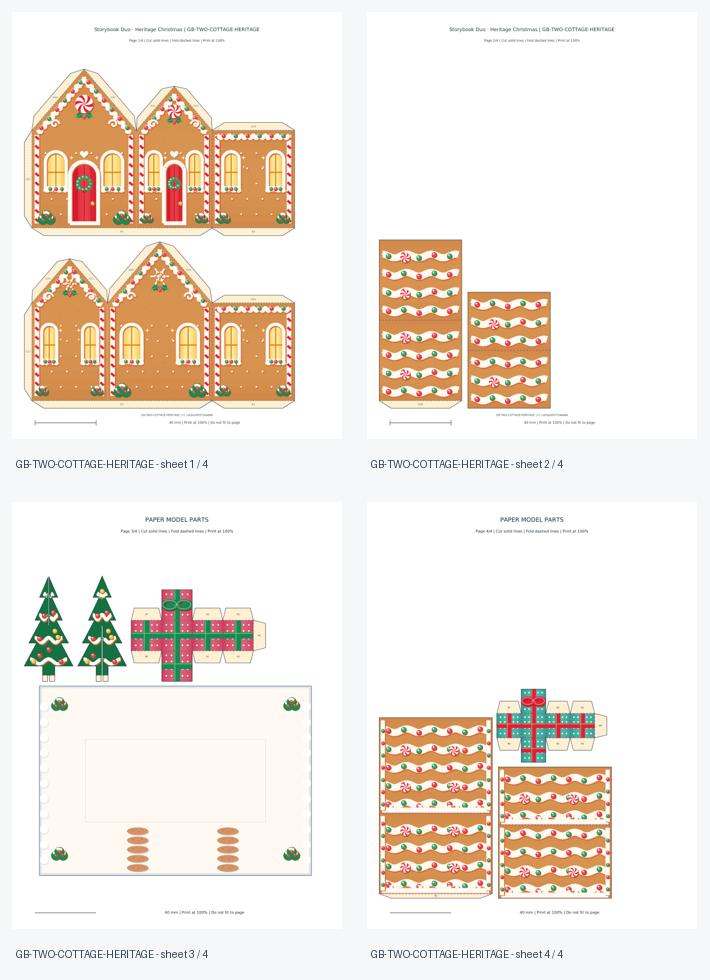 Storybook Duo · Heritage Christmas | GB-TWO-COTTAGE-HERITAGE
Page 1/4 | Cut solid lines | Fold dashed lines | Print at 100%
40 mm | Print at 100% | Do not fit to page
GB-TWO-COTTAGE-HERITAGE - sheet 1 / 4
Storybook Duo · Heritage Christmas | GB-TWO-COTTAGE-HERITAGE
Page 2/4 | Cut solid lines | Fold dashed lines | Print at 100%
40 mm | Print at 100% | Do not fit to page
GB-TWO-COTTAGE-HERITAGE - sheet 2 / 4
PAPER MODEL PARTS
Page 3/4 | Cut solid lines | Fold dashed lines | Print at 100%
40 mm | Print at 100% | Do not fit to page
GB-TWO-COTTAGE-HERITAGE - sheet 3 / 4
PAPER MODEL PARTS
Page 4/4 | Cut solid lines | Fold dashed lines | Print at 100%
40 mm | Print at 100% | Do not fit to page
GB-TWO-COTTAGE-HERITAGE - sheet 4 / 4